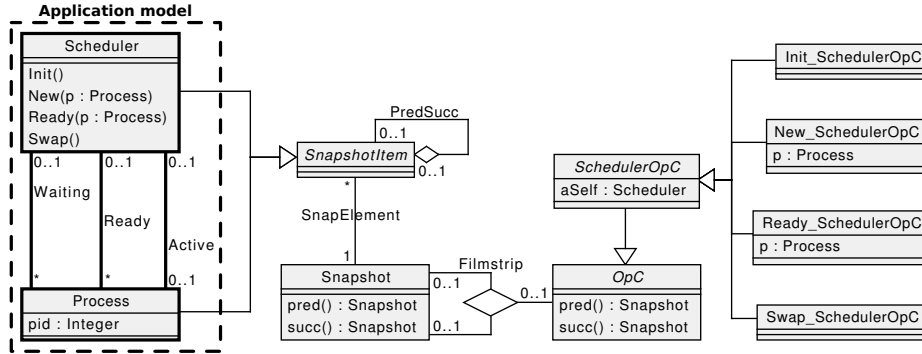 Application model
Scheduler
Init()
New(p : Process)
Ready(p : Process)
Swap()
0..1
0..1
0..1
Waiting
Ready
Active
*
*
0..1
Process
pid : Integer
PredSucc
0..1
SnapshotItem
0..1
*
SnapElement
1
Snapshot
pred() : Snapshot
succ() : Snapshot
Filmstrip
0..1
0..1
0..1
SchedulerOpC
aSelf : Scheduler
OpC
pred() : Snapshot
succ() : Snapshot
Init_SchedulerOpC
New_SchedulerOpC
p : Process
Ready_SchedulerOpC
p : Process
Swap_SchedulerOpC